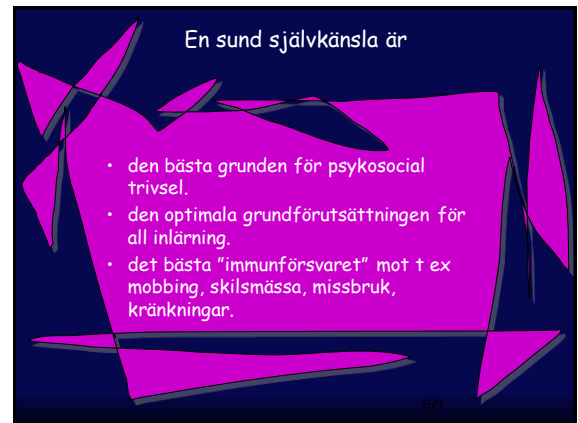 En sund självkänsla är
• den bästa grunden för psykosocial
trivsel.
• den optimala grundförutsättningen för
all inlärning.
• det bästa ”immunförsvaret” mot t ex
mobbing, skilsmässa, missbruk,
kränkningar.
671